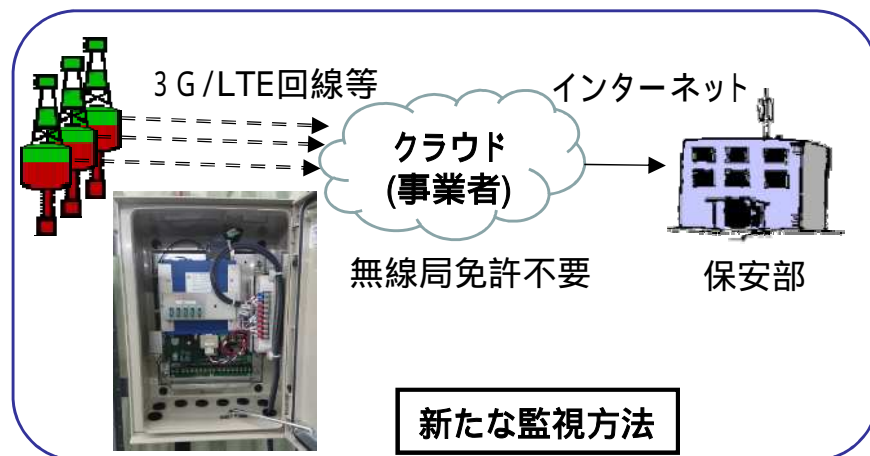 3G/LTE回線等
インターネット
クラウド
(事業者)
無線局免許不要
保安部
新たな監視方法